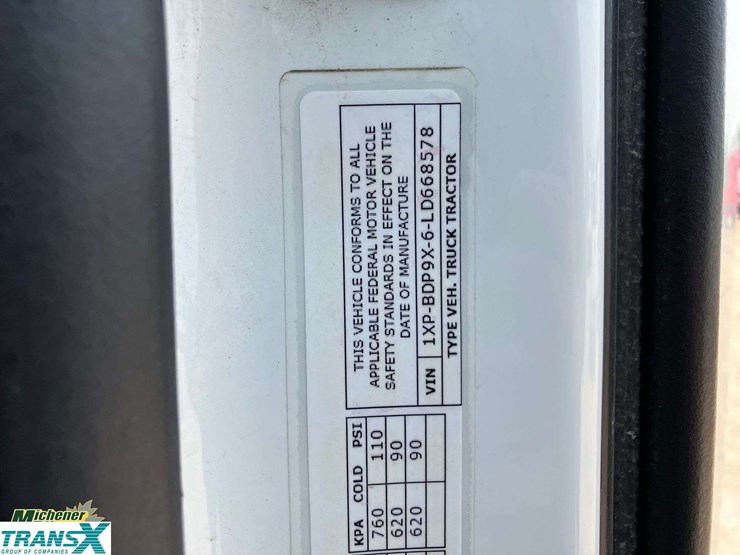 THIS VEHICLE CONFORMS TO ALL
APPLICABLE FEDERAL MOTOR VEHICLE
SAFETY STANDARDS IN EFFECT ON THE
DATE OF MANUFACTURE
VIN 1XP-BDP9X-6-LD668578
TYPE VEH. TRUCK TRACTOR
KPA COLD PSI
760 110
620 90
620 90
Michener
TRANSX
GROUP OF COMPANIES